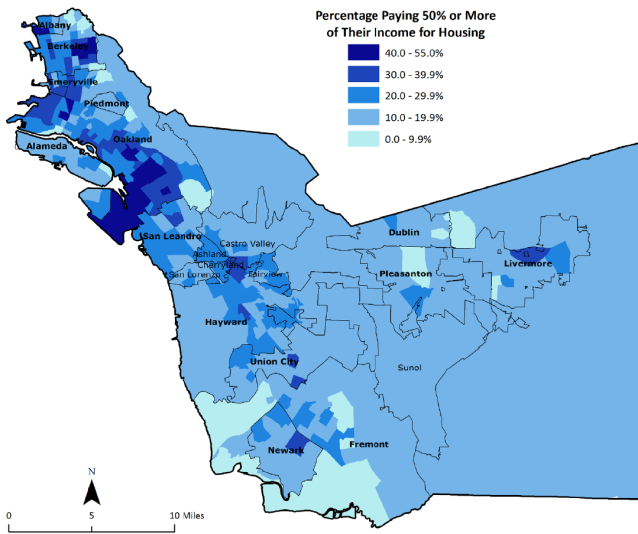 Percentage Paying 50% or More
of Their Income for Housing
40.0 - 55.0%
30.0 - 39.9%
20.0 - 29.9%
10.0 - 19.9%
0.0 - 9.9%
Albany
Berkeley
Emeryville
Piedmont
Oakland
Alameda
San Leandro
Castro Valley
Ashland
Cherryland
San Lorenzo
Fairview
Dublin
Livermore
Pleasanton
Hayward
Union City
Sunol
Newark
Fremont
N
0 5 10 Miles